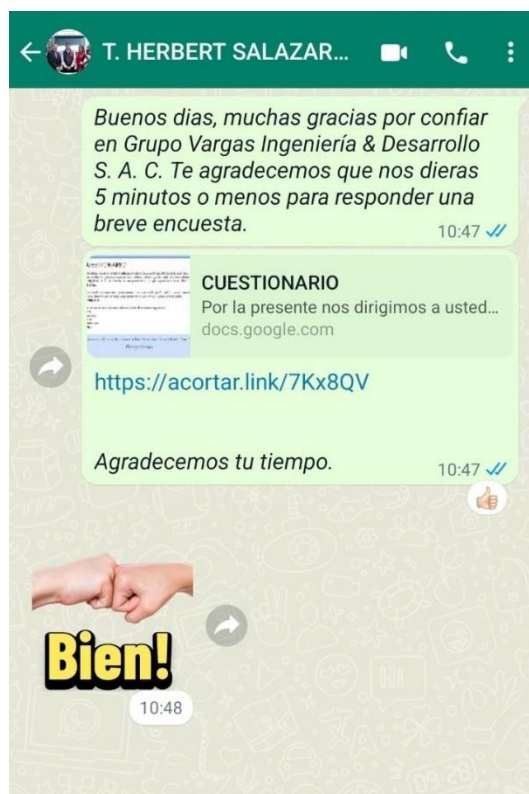 T. HERBERT SALAZAR...
Buenos dias, muchas gracias por confiar
en Grupo Vargas Ingeniería & Desarrollo
S. A. C. Te agradecemos que nos dieras
5 minutos o menos para responder una
breve encuesta.
10:47
CUESTIONARIO
Por la presente nos dirigimos a usted...
docs.google.com
https://acortar.link/7Kx8QV
Agradecemos tu tiempo.
10:47
Bien!
10:48